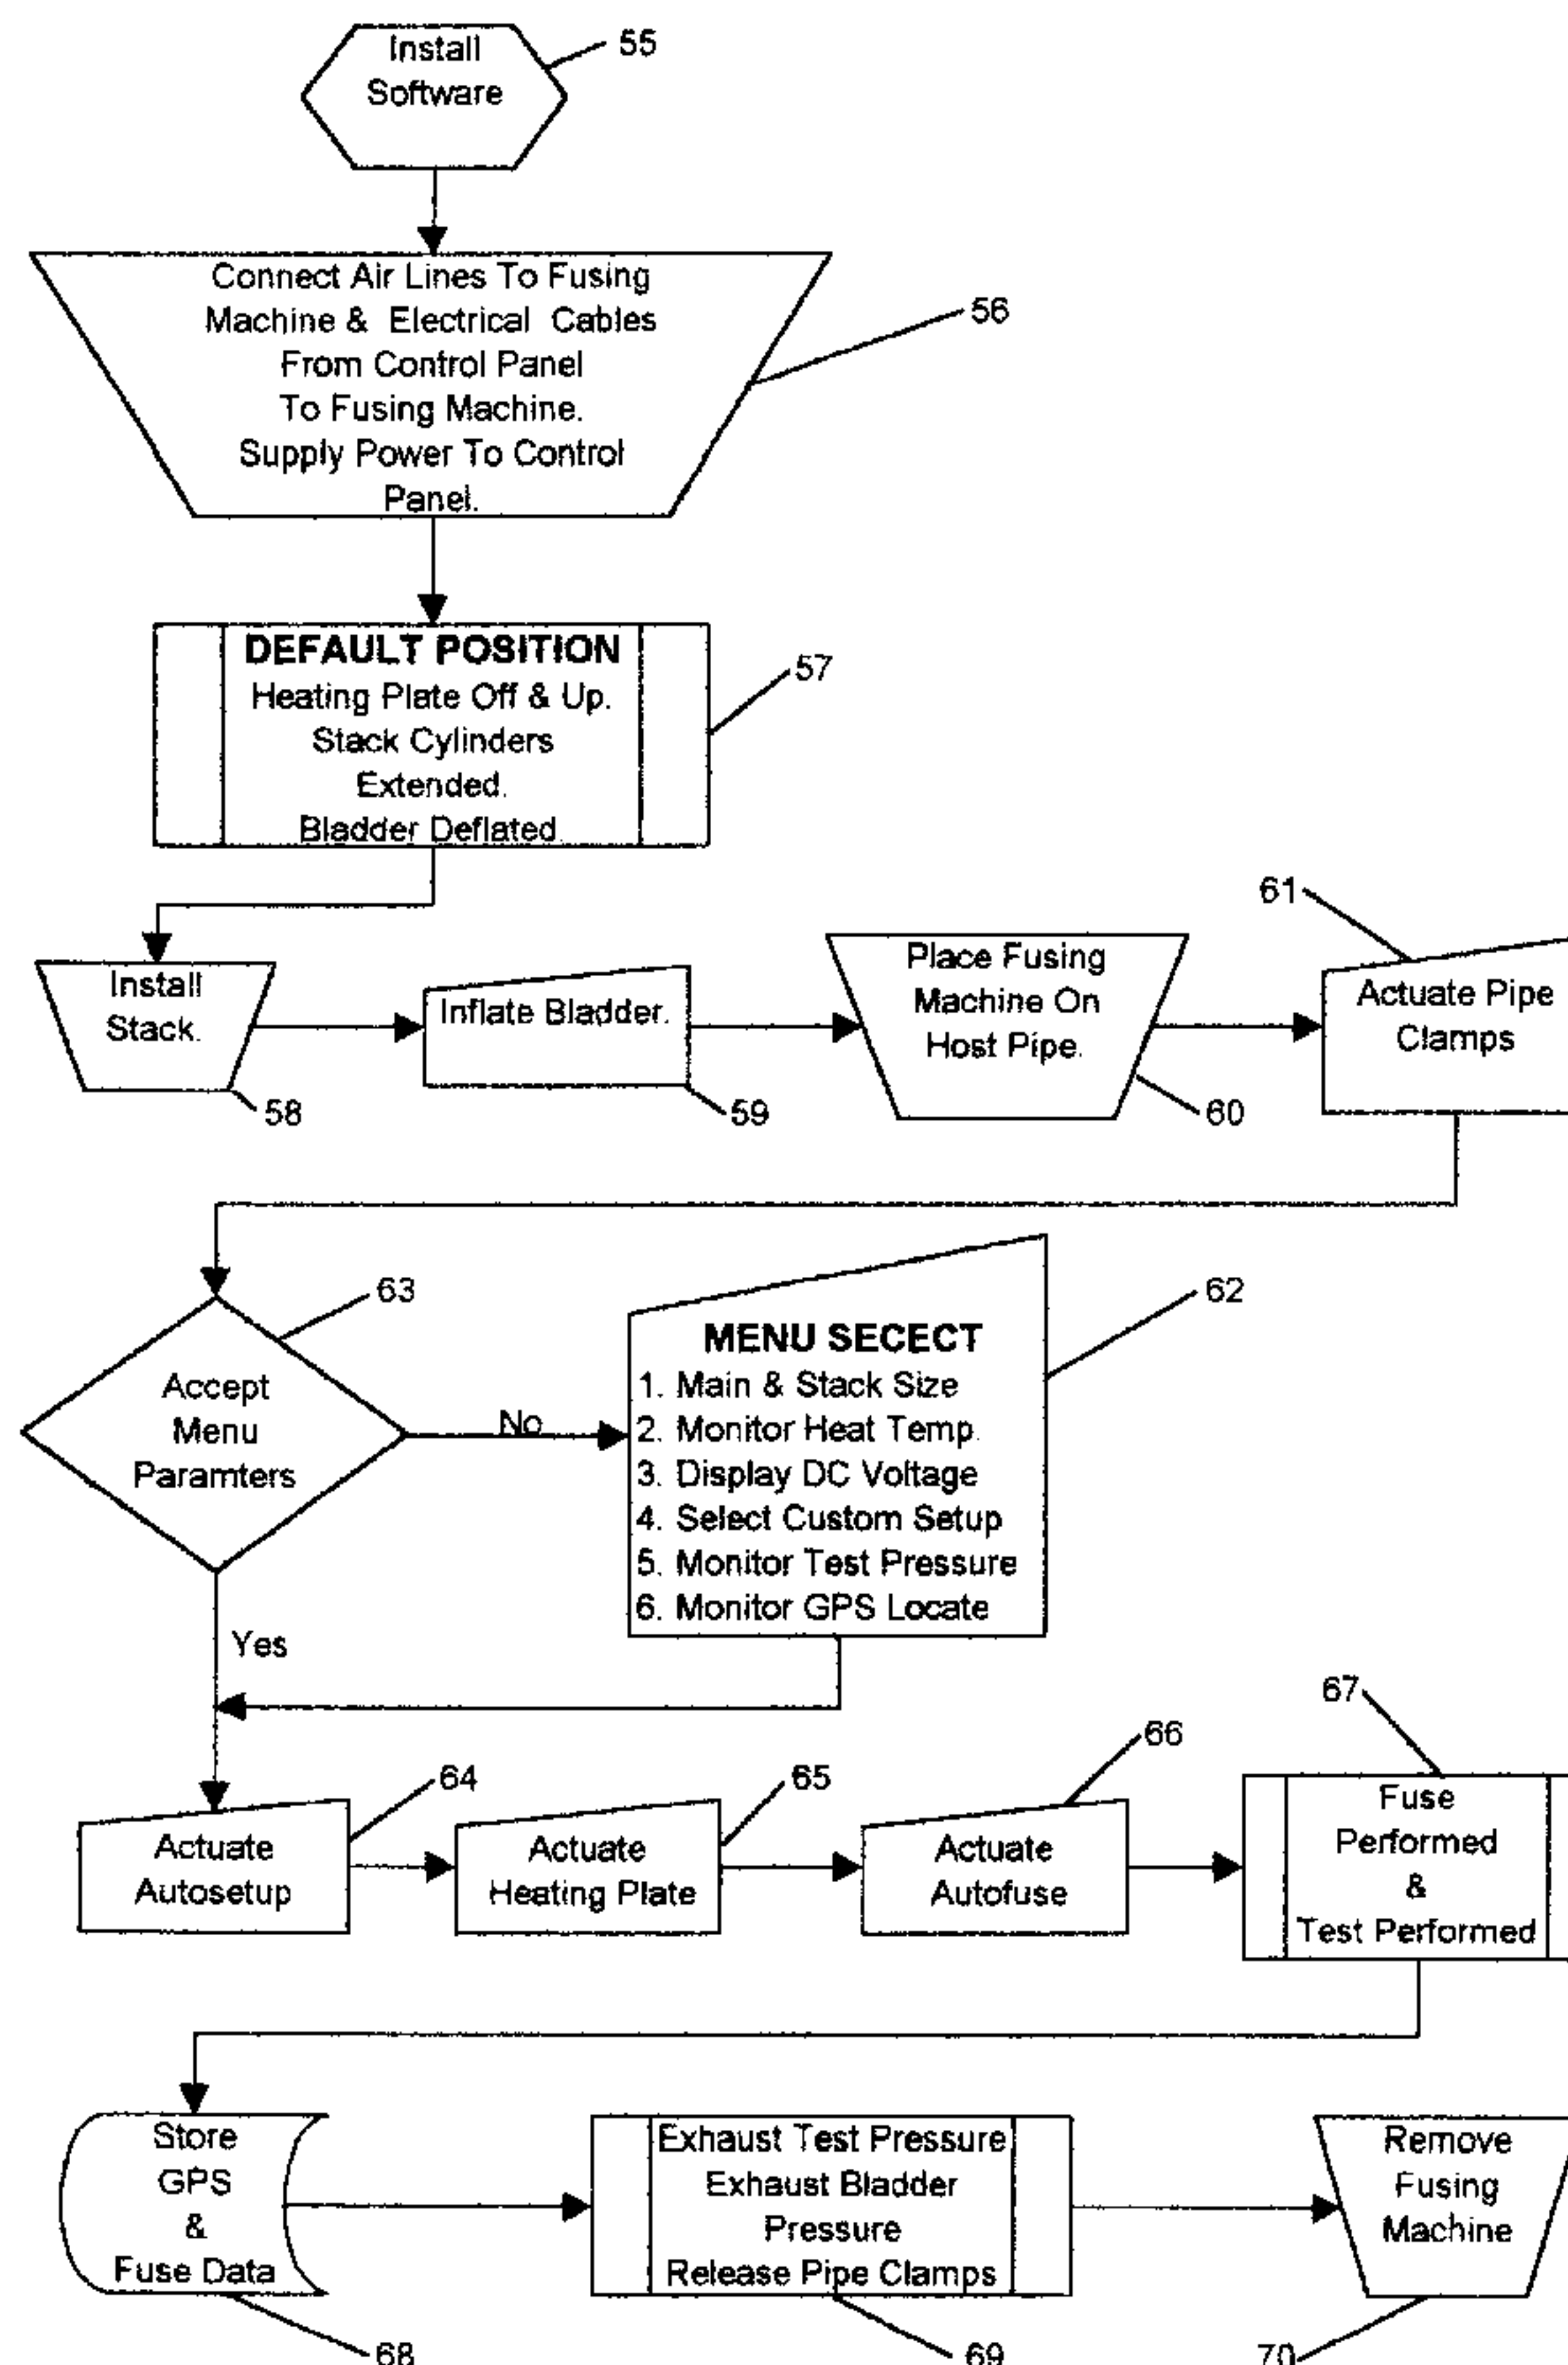 Install
Software
55
Connect Air Lines To Fusing
Machine & Electrical Cables
From Control Panel
To Fusing Machine.
Supply Power To Control
Panel.
56
DEFAULT POSITION
Heating Plate Off & Up.
Stack Cylinders
Extended.
Bladder Deflated.
57
Install
Stack.
58
Inflate Bladder.
59
Place Fusing
Machine On
Host Pipe.
60
61
Actuate Pipe
Clamps
63
Accept
Menu
Paramters
No
Yes
62
MENU SECECT
1. Main & Stack Size
2. Monitor Heat Temp.
3. Display DC Voltage
4. Select Custom Setup
5. Monitor Test Pressure
6. Monitor GPS Locate
64
Actuate
Autosetup
65
Actuate
Heating Plate
66
Actuate
Autofuse
67
Fuse
Performed
&
Test Performed
Store
GPS
&
Fuse Data
68
Exhaust Test Pressure
Exhaust Bladder
Pressure
Release Pipe Clamps
69
Remove
Fusing
Machine
70